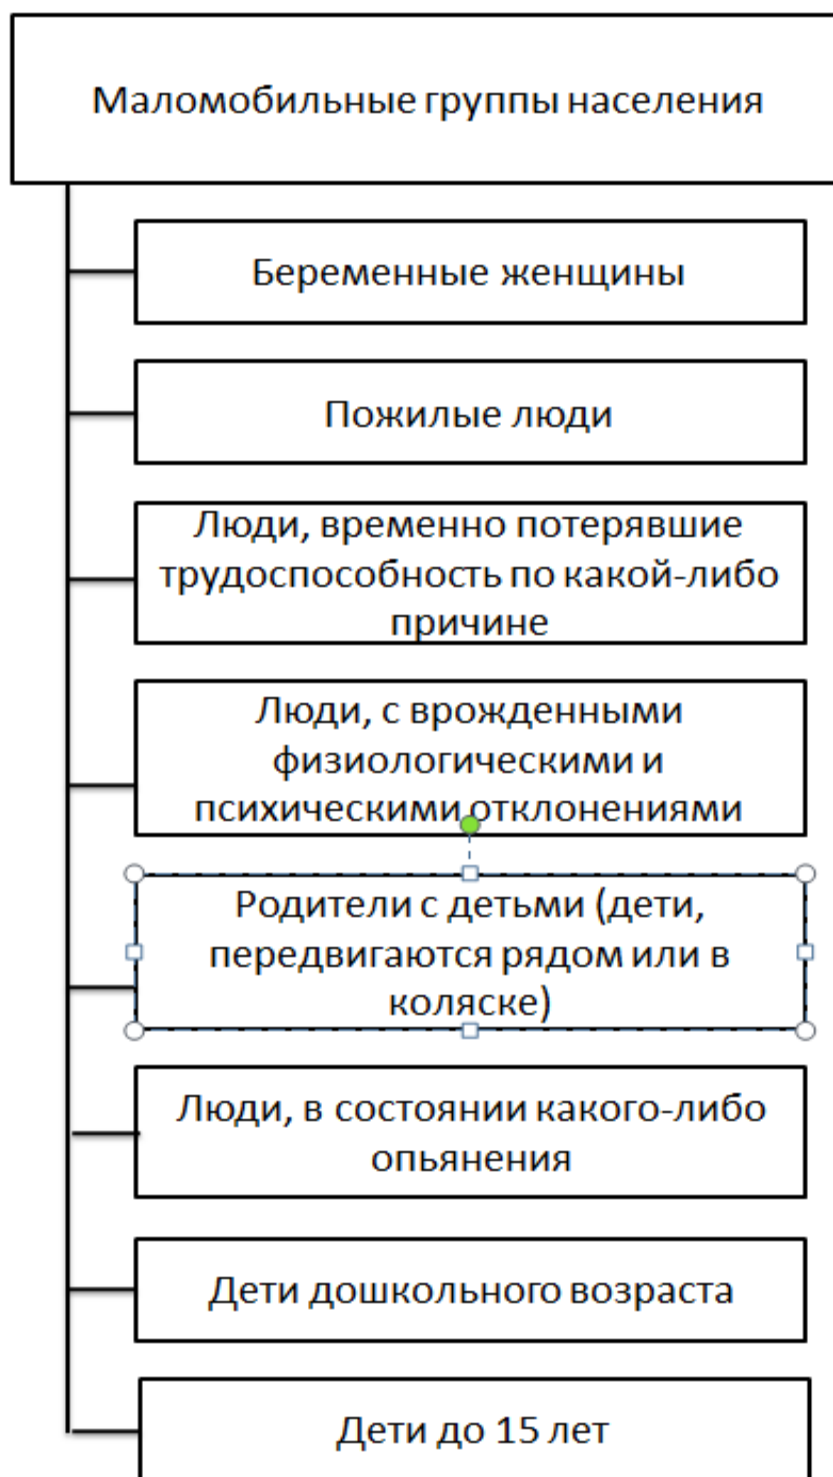 Маломобильные группы населения
Беременные женщины
Пожилые люди
Люди, временно потерявшие
трудоспособность по какой-либо
причине
Люди, с врожденными
физиологическими и
психическими отклонениями
Родители с детьми (дети,
передвигаются рядом или в
коляске)
Люди, в состоянии какого-либо
опьянения
Дети дошкольного возраста
Дети до 15 лет